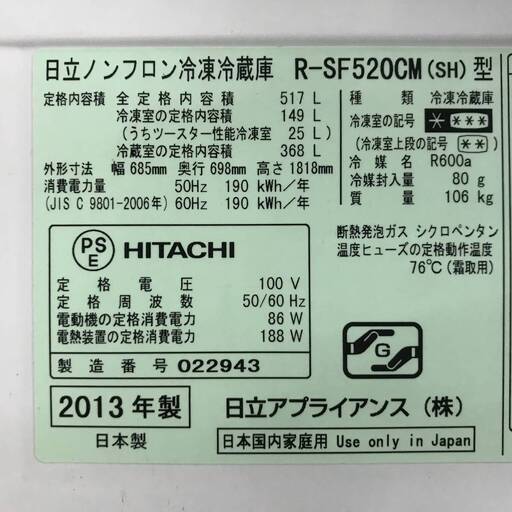 日立ノンフロン冷凍冷蔵庫 R-SF520CM(SH)型
定格内容積 全定格内容積 517 L
冷凍室の定格内容積 149 L
(うちツースター性能冷凍室 25 L)
冷蔵室の定格内容積 368 L
外形寸法 幅 685mm 奥行 698mm 高さ 1818mm
消費電力量 50Hz 190 kWh/年
(JIS C 9801-2006年) 60Hz 190 kWh/年
種類 冷凍冷蔵庫
冷凍室の記号 * ***
(冷凍室上段の記号 **)
冷媒名 R600a
冷媒封入量 80 g
質量 106 kg
断熱発泡ガス シクロペンタン
温度ヒューズの定格動作温度
76℃(霜取用)
PS
E HITACHI
定格電圧 100 V
定格周波数 50/60 Hz
電動機の定格消費電力 86 W
電熱装置の定格消費電力 188 W
製造番号 022943
G
2013年製 日立アプライアンス(株)
日本製 日本国内家庭用 Use only in Japan